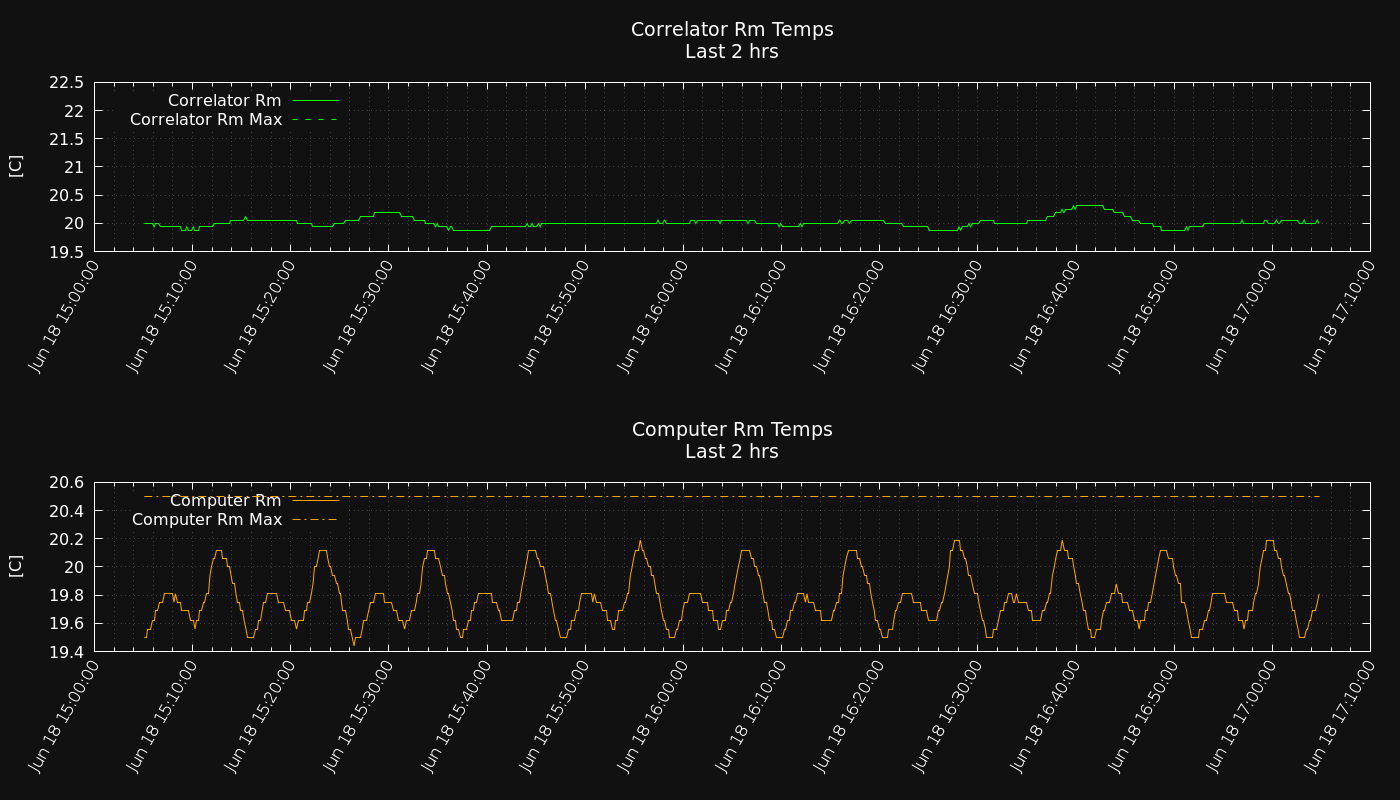 Correlator Rm Temps
Last 2 hrs
22.5
22
21.5
21
20.5
20
19.5
[C]
Correlator Rm
Correlator Rm Max
Jun 18 15:00:00
Jun 18 15:10:00
Jun 18 15:20:00
Jun 18 15:30:00
Jun 18 15:40:00
Jun 18 15:50:00
Jun 18 16:00:00
Jun 18 16:10:00
Jun 18 16:20:00
Jun 18 16:30:00
Jun 18 16:40:00
Jun 18 16:50:00
Jun 18 17:00:00
Jun 18 17:10:00
Computer Rm Temps
Last 2 hrs
20.6
20.4
20.2
20
19.8
19.6
19.4
[C]
Computer Rm
Computer Rm Max
Jun 18 15:00:00
Jun 18 15:10:00
Jun 18 15:20:00
Jun 18 15:30:00
Jun 18 15:40:00
Jun 18 15:50:00
Jun 18 16:00:00
Jun 18 16:10:00
Jun 18 16:20:00
Jun 18 16:30:00
Jun 18 16:40:00
Jun 18 16:50:00
Jun 18 17:00:00
Jun 18 17:10:00